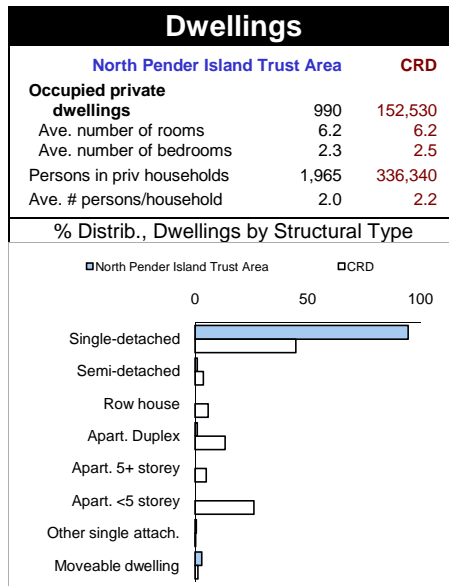 Dwellings
North Pender Island Trust Area CRD
Occupied private
dwellings 990 152,530
Ave. number of rooms 6.2 6.2
Ave. number of bedrooms 2.3 2.5
Persons in priv households 1,965 336,340
Ave. # persons/household 2.0 2.2
% Distrib., Dwellings by Structural Type
North Pender Island Trust Area CRD
0 50 100
Single-detached
Semi-detached
Row house
Apart. Duplex
Apart. 5+ storey
Apart. <5 storey
Other single attach.
Moveable dwelling